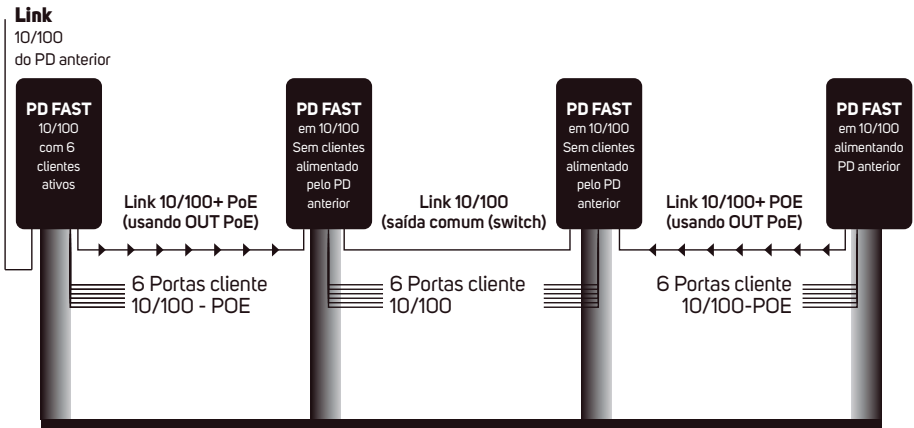 Link
10/100
do PD anterior
PD FAST
10/100
com 6
clientes
ativos
PD FAST
em 10/100
Sem clientes
alimentado
pelo PD
anterior
PD FAST
em 10/100
Sem clientes
alimentado
pelo PD
anterior
PD FAST
em 10/100
alimentando
PD anterior
Link 10/100+ PoE
(usando OUT PoE)
Link 10/100
(saída comum (switch)
Link 10/100+ POE
(usando OUT PoE)
6 Portas cliente
10/100 - POE
6 Portas cliente
10/100
6 Portas cliente
10/100-POE